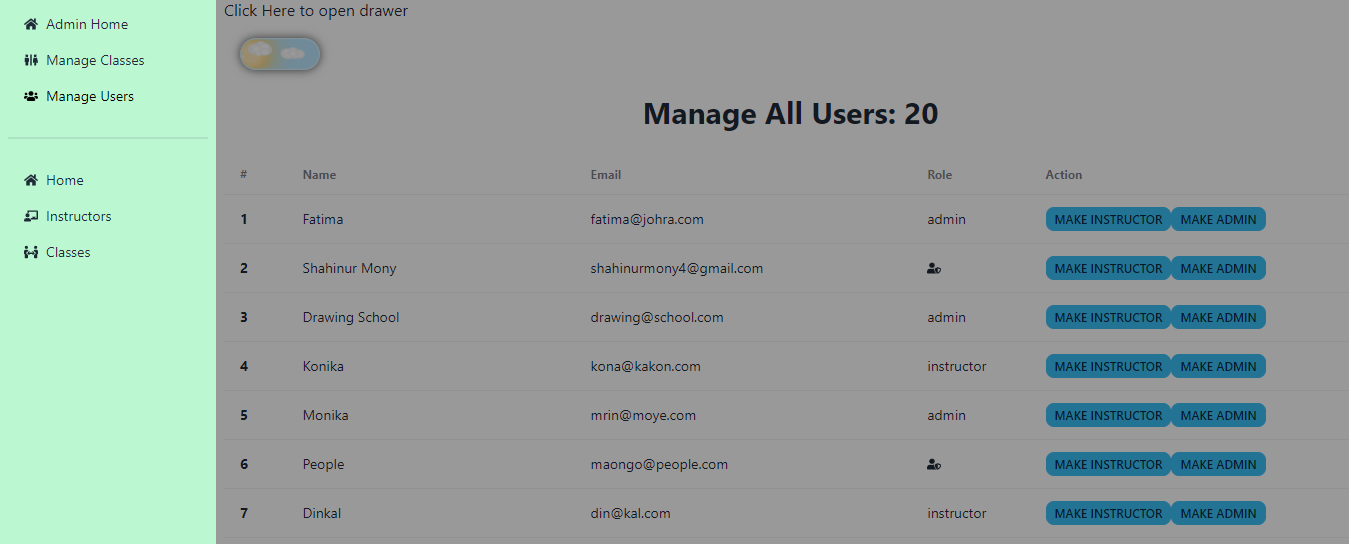 Admin Home
Manage Classes
Manage Users
Home
Instructors
Classes
Click Here to open drawer
Manage All Users: 20
# Name Email Role Action
1 Fatima fatima@johra.com admin MAKE INSTRUCTOR MAKE ADMIN
2 Shahinur Mony shahinurmony4@gmail.com MAKE INSTRUCTOR MAKE ADMIN
3 Drawing School drawing@school.com admin MAKE INSTRUCTOR MAKE ADMIN
4 Konika kona@kakon.com instructor MAKE INSTRUCTOR MAKE ADMIN
5 Monika mrin@moye.com admin MAKE INSTRUCTOR MAKE ADMIN
6 People maongo@people.com MAKE INSTRUCTOR MAKE ADMIN
7 Dinkal din@kal.com instructor MAKE INSTRUCTOR MAKE ADMIN